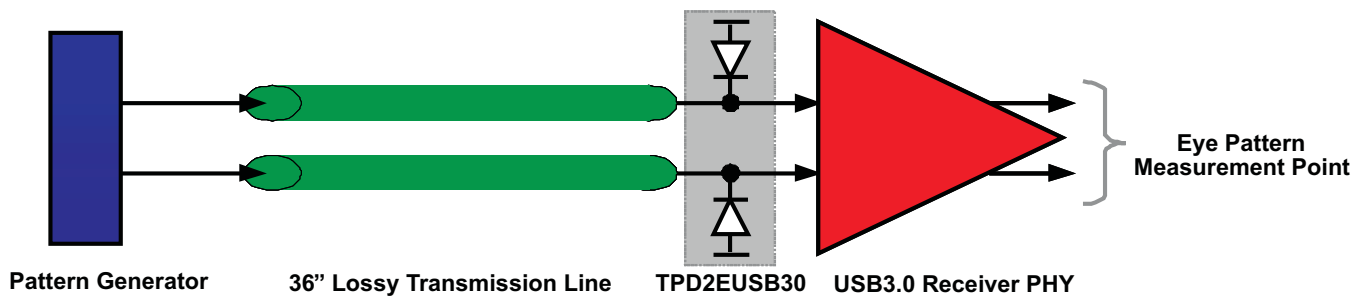 Eye Pattern
Measurement Point
Pattern Generator
36” Lossy Transmission Line
TPD2EUSB30
USB3.0 Receiver PHY